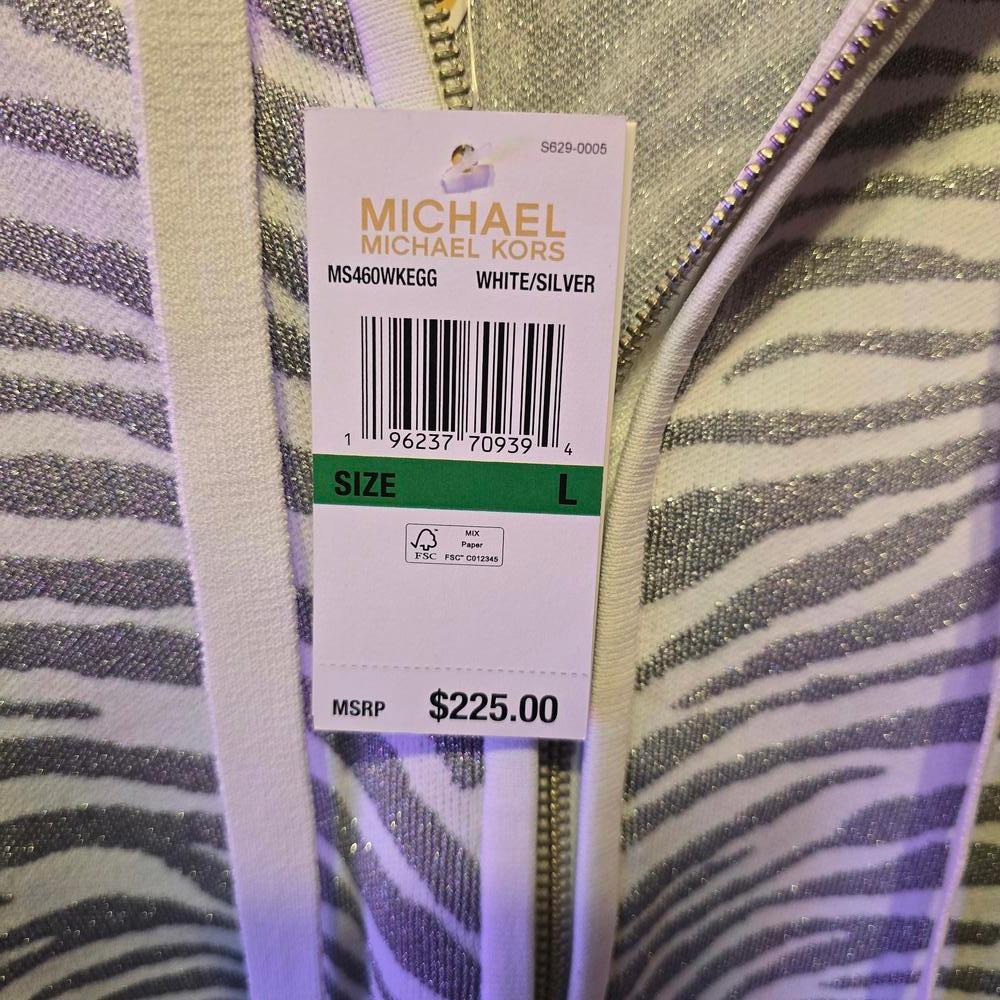 S629-0005
MICHAEL
MICHAEL KORS
MS460WKEGG WHITE/SILVER
1 96237 70939 4
SIZE L
FSC
MIX
Paper
FSC™ C012345
MSRP $225.00